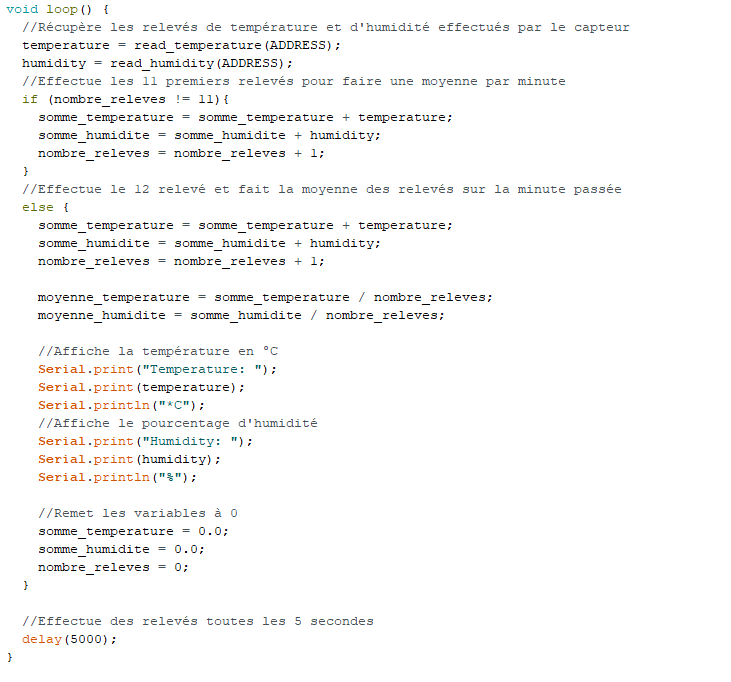 void loop() {
  //Récupère les relevés de température et d'humidité effectués par le capteur
  temperature = read_temperature(ADDRESS);
  humidity = read_humidity(ADDRESS);
  //Effectue les 11 premiers relevés pour faire une moyenne par minute
  if (nombre_releves != 11){
    somme_temperature = somme_temperature + temperature;
    somme_humidite = somme_humidite + humidity;
    nombre_releves = nombre_releves + 1;
  }
  //Effectue le 12 relevé et fait la moyenne des relevés sur la minute passée
  else {
    somme_temperature = somme_temperature + temperature;
    somme_humidite = somme_humidite + humidity;
    nombre_releves = nombre_releves + 1;

    moyenne_temperature = somme_temperature / nombre_releves;
    moyenne_humidite = somme_humidite / nombre_releves;

    //Affiche la température en °C
    Serial.print("Temperature: ");
    Serial.print(temperature);
    Serial.println("*C");
    //Affiche le pourcentage d'humidité
    Serial.print("Humidity: ");
    Serial.print(humidity);
    Serial.println("%");

    //Remet les variables à 0
    somme_temperature = 0.0;
    somme_humidite = 0.0;
    nombre_releves = 0;
  }

  //Effectue des relevés toutes les 5 secondes
  delay(5000);
}